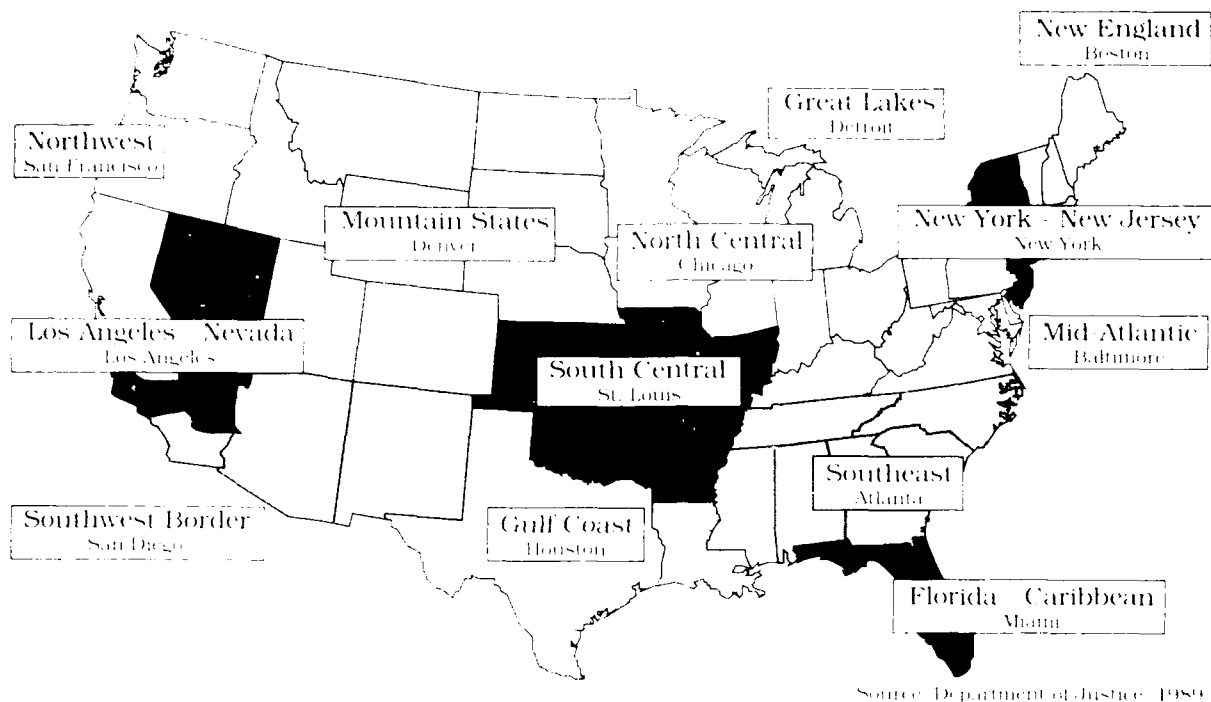 New England
Boston
Great Lakes
Detroit
Northwest
San Francisco
Mountain States
Denver
North Central
Chicago
New York - New Jersey
New York
Los Angeles - Nevada
Los Angeles
South Central
St. Louis
Mid-Atlantic
Baltimore
Southeast
Atlanta
Southwest Border
San Diego
Gulf Coast
Houston
Florida - Caribbean
Miami
Source: Department of Justice, 1989